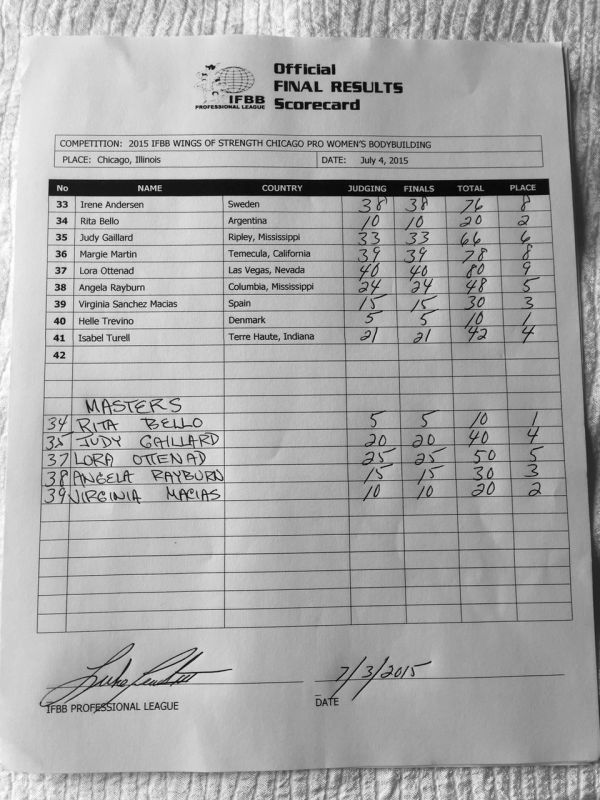 IFBB
PROFESSIONAL LEAGUE
Official
FINAL RESULTS
Scorecard
COMPETITION: 2015 IFBB WINGS OF STRENGTH CHICAGO PRO WOMEN'S BODYBUILDING
PLACE: Chicago, Illinois DATE: July 4, 2015
No NAME COUNTRY JUDGING FINALS TOTAL PLACE
33 Irene Andersen Sweden 38 38 76 8
34 Rita Bello Argentina 10 10 20 2
35 Judy Gaillard Ripley, Mississippi 33 33 66 6
36 Margie Martin Temecula, California 39 39 78 8
37 Lora Ottenad Las Vegas, Nevada 40 40 80 9
38 Angela Rayburn Columbia, Mississippi 24 24 48 5
39 Virginia Sanchez Macias Spain 15 15 30 3
40 Helle Trevino Denmark 5 5 10 1
41 Isabel Turell Terre Haute, Indiana 21 21 42 4
42
MASTERS
34 RITA BELLO 5 5 10 1
35 JUDY GAILLARD 20 20 40 4
37 LORA OTTENAD 25 25 50 5
38 ANGELA RAYBURN 15 15 30 3
39 VIRGINIA MACIAS 10 10 20 2
7/3/2015
IFBB PROFESSIONAL LEAGUE DATE